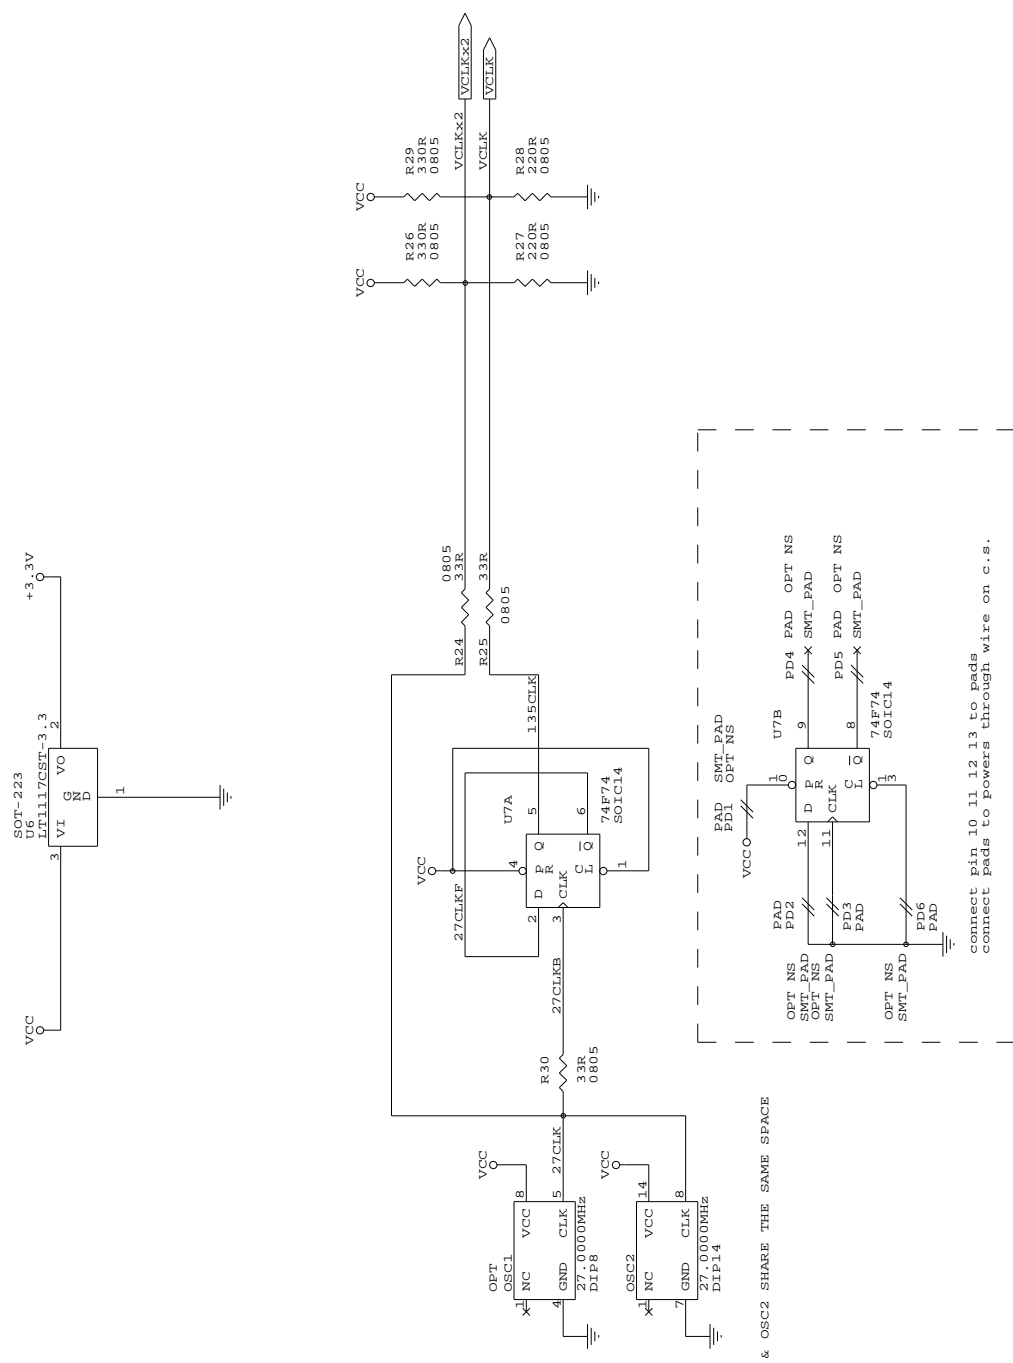 VCLKx2
VCLK
VCLKx2
VCLK
R29
330R
0805
R28
220R
0805
VCC
R26
330R
0805
R27
220R
0805
VCC
+3.3V
0805
33R
R24
33R
0805
R25
SOT-223
U6
LT1117CST-3.3
VI
VO
GND
3
2
1
VCC
135CLK
U7A
74F74
SOIC14
D
PR
CLK
CL
Q
Q
5
6
4
1
2
3
VCC
27CLKF
27CLKB
R30
33R
0805
27CLK
VCC
8
5
OPT
OSC1
NC
VCC
GND
CLK
27.0000MHz
DIP8
1
4
VCC
14
8
OSC2
NC
VCC
GND
CLK
27.0000MHz
DIP14
1
7
& OSC2 SHARE THE SAME SPACE
PD4 PAD OPT NS
SMT_PAD
PD5 PAD OPT NS
SMT_PAD
U7B
74F74
SOIC14
9
8
D
PR
CLK
CL
Q
Q
10
13
12
11
SMT_PAD
OPT NS
PAD
PD1
VCC
PAD
PD2
PD3
PAD
PD6
PAD
OPT NS
SMT_PAD
OPT NS
SMT_PAD
OPT NS
SMT_PAD
connect pin 10 11 12 13 to pads
connect pads to powers through wire on c.s.